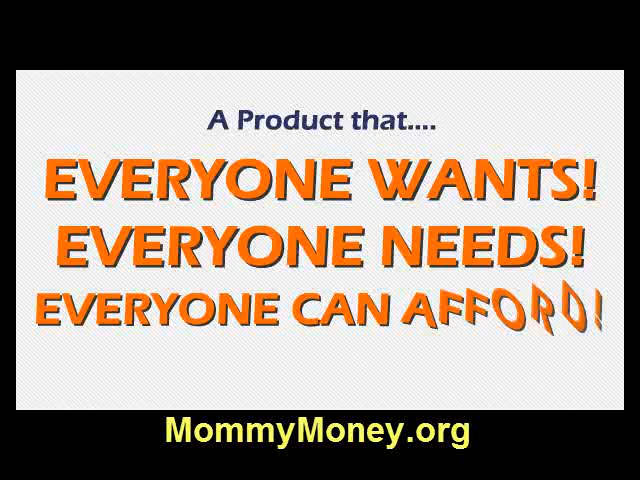 A Product that....
EVERYONE WANTS!
EVERYONE NEEDS!
EVERYONE CAN AFFORD!
MommyMoney.org